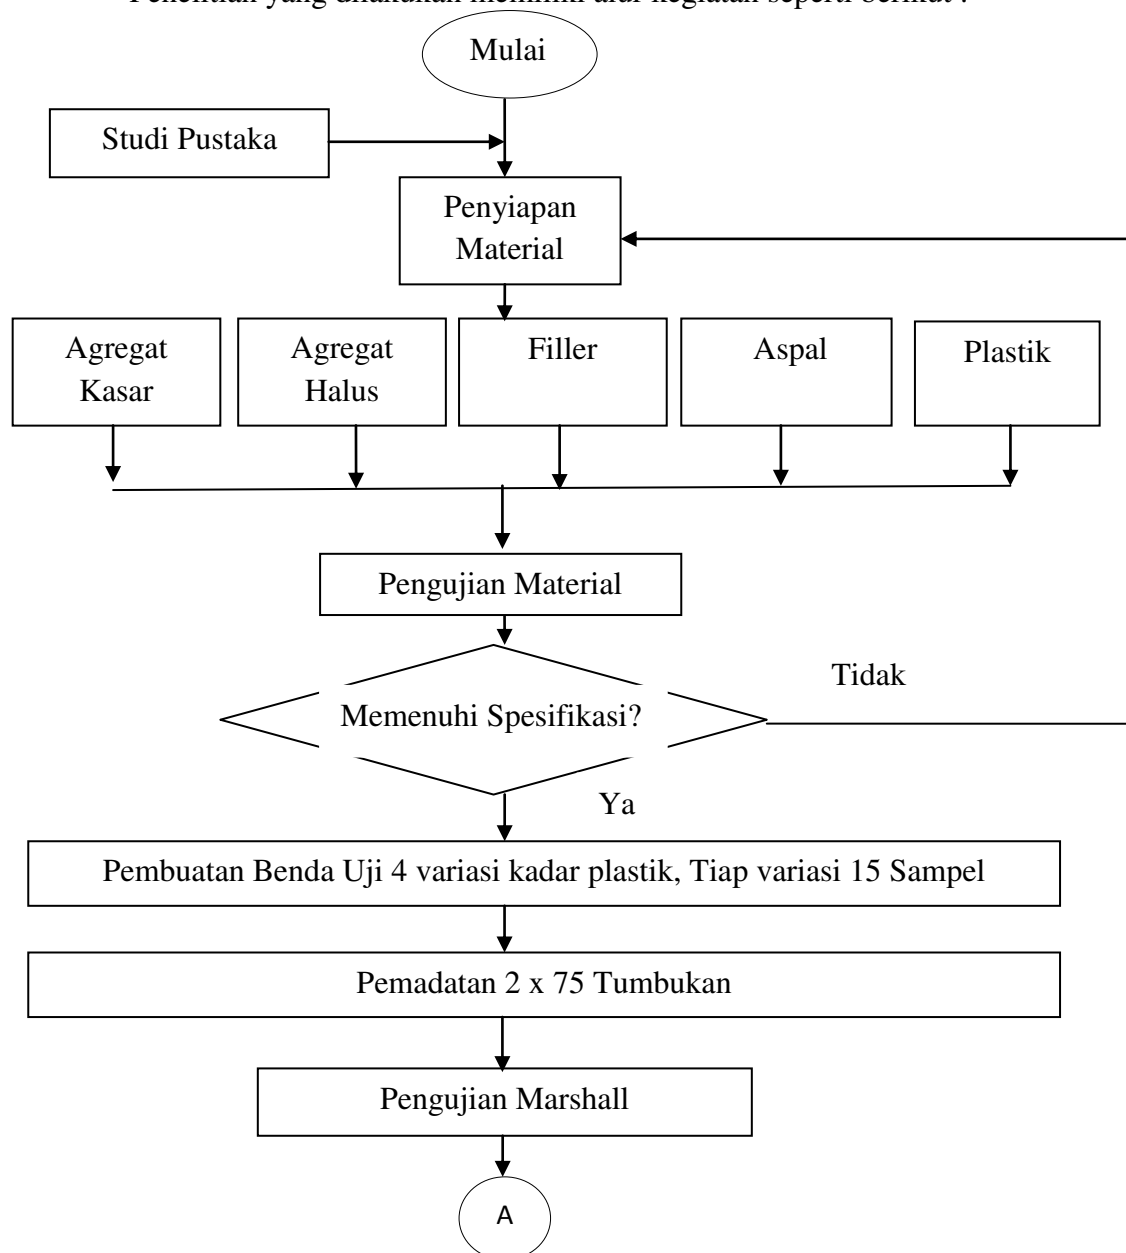 Penelitian yang dilakukan memiliki alur kegiatan seperti berikut :
Mulai
Studi Pustaka
Penyiapan
Material
Agregat
Kasar
Agregat
Halus
Filler
Aspal
Plastik
Pengujian Material
Memenuhi Spesifikasi?
Tidak
Ya
Pembuatan Benda Uji 4 variasi kadar plastik, Tiap variasi 15 Sampel
Pemadatan 2 x 75 Tumbukan
Pengujian Marshall
A